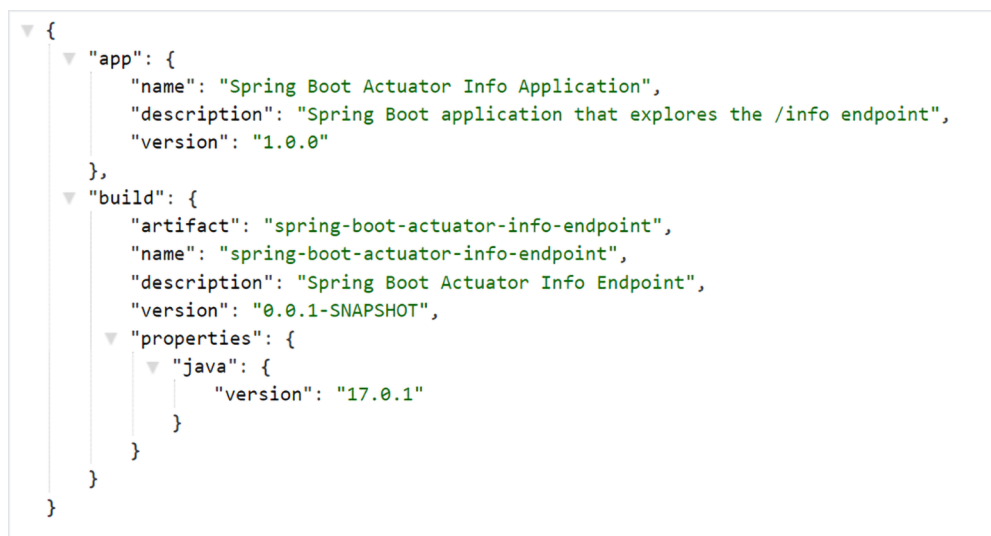 {
"app": {
"name": "Spring Boot Actuator Info Application",
"description": "Spring Boot application that explores the /info endpoint",
"version": "1.0.0"
},
"build": {
"artifact": "spring-boot-actuator-info-endpoint",
"name": "spring-boot-actuator-info-endpoint",
"description": "Spring Boot Actuator Info Endpoint",
"version": "0.0.1-SNAPSHOT",
"properties": {
"java": {
"version": "17.0.1"
}
}
}
}